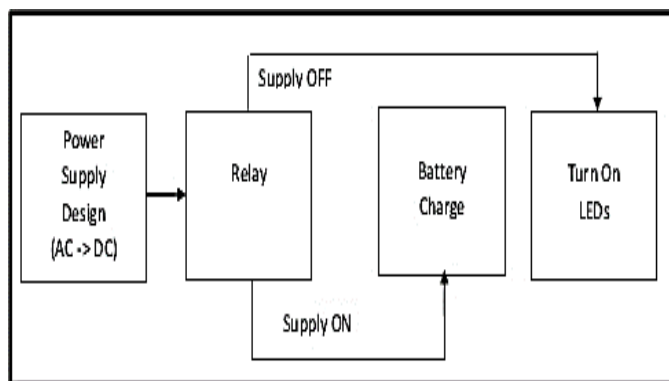 Supply OFF
Power
Supply
Design
(AC -> DC)
Relay
Battery
Charge
Turn On
LEDs
Supply ON